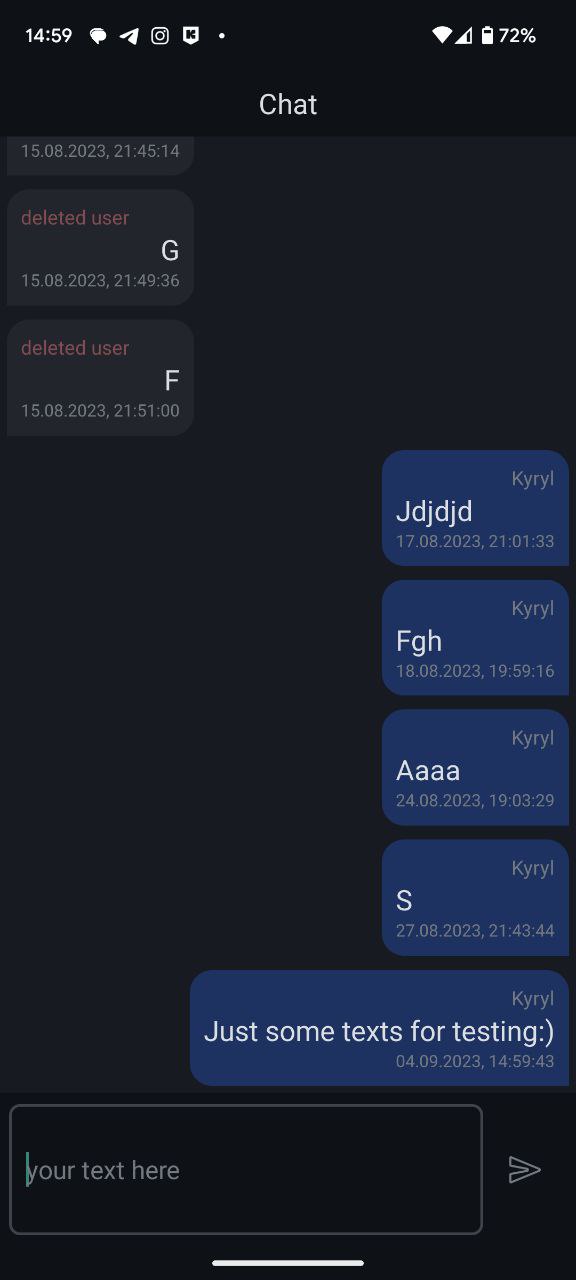 14:59
72%
Chat
15.08.2023, 21:45:14
deleted user
G
15.08.2023, 21:49:36
deleted user
F
15.08.2023, 21:51:00
Kyryl
Jdjdjd
17.08.2023, 21:01:33
Kyryl
Fgh
18.08.2023, 19:59:16
Kyryl
Aaaa
24.08.2023, 19:03:29
Kyryl
S
27.08.2023, 21:43:44
Kyryl
Just some texts for testing:)
04.09.2023, 14:59:43
your text here